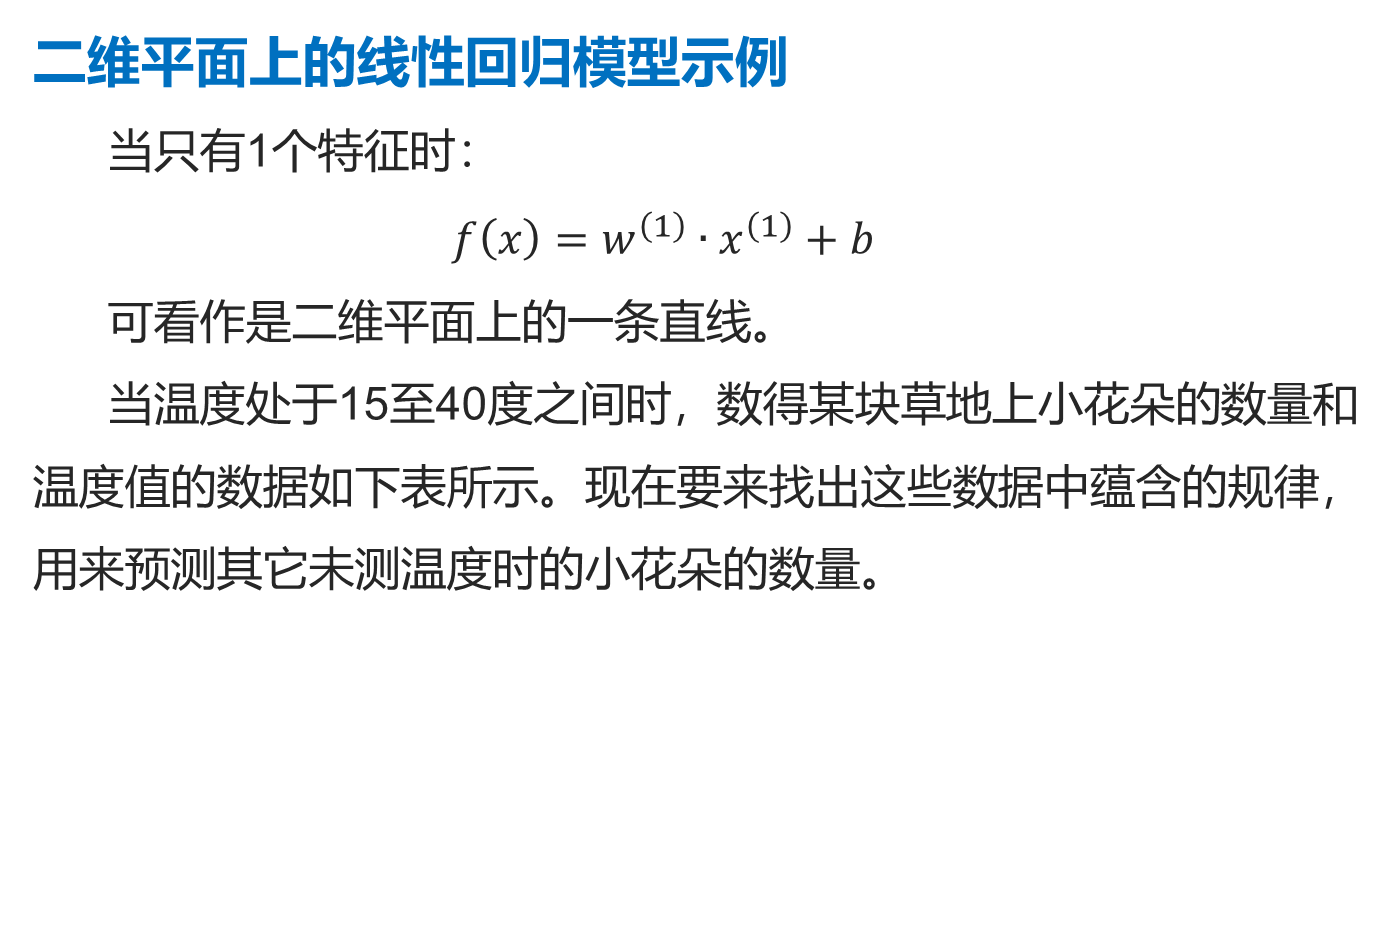 二维平面上的线性回归模型示例
当只有1个特征时：
f(x) = w⁽¹⁾ · x⁽¹⁾ + b
可看作是二维平面上的一条直线。
当温度处于15至40度之间时，数得某块草地上小花朵的数量和
温度值的数据如下表所示。现在要来找出这些数据中蕴含的规律，
用来预测其它未测温度时的小花朵的数量。